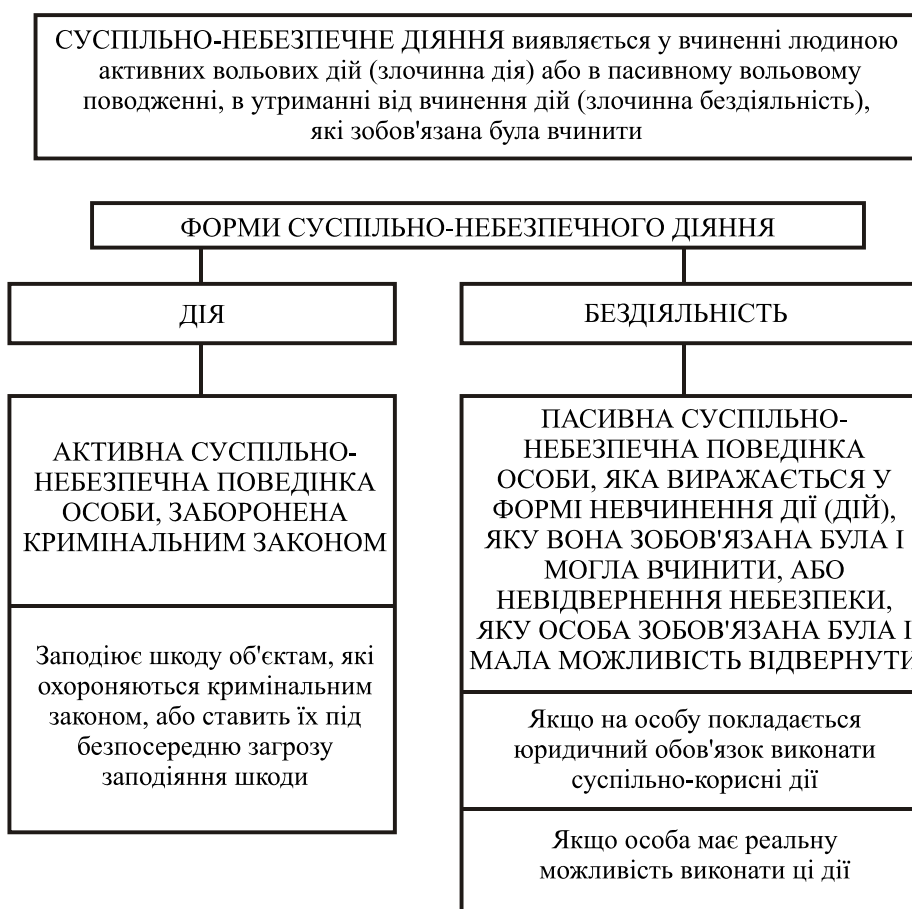 СУСПІЛЬНО-НЕБЕЗПЕЧНЕ ДІЯННЯ виявляється у вчиненні людиною
активних вольових дій (злочинна дія) або в пасивному вольовому
поводженні, в утриманні від вчинення дій (злочинна бездіяльність),
які зобов'язана була вчинити
ФОРМИ СУСПІЛЬНО-НЕБЕЗПЕЧНОГО ДІЯННЯ
ДІЯ
АКТИВНА СУСПІЛЬНО-
НЕБЕЗПЕЧНА ПОВЕДІНКА
ОСОБИ, ЗАБОРОНЕНА
КРИМІНАЛЬНИМ ЗАКОНОМ
Заподіює шкоду об'єктам, які
охороняються кримінальним
законом, або ставить їх під
безпосередню загрозу
заподіяння шкоди
БЕЗДІЯЛЬНІСТЬ
ПАСИВНА СУСПІЛЬНО-
НЕБЕЗПЕЧНА ПОВЕДІНКА
ОСОБИ, ЯКА ВИРАЖАЄТЬСЯ У
ФОРМІ НЕВЧИНЕННЯ ДІЇ (ДІЙ),
ЯКУ ВОНА ЗОБОВ'ЯЗАНА БУЛА І
МОГЛА ВЧИНИТИ, АБО
НЕВІДВЕРНЕННЯ НЕБЕЗПЕКИ,
ЯКУ ОСОБА ЗОБОВ'ЯЗАНА БУЛА І
МАЛА МОЖЛИВІСТЬ ВІДВЕРНУТИ
Якщо на особу покладається
юридичний обов'язок виконати
суспільно-корисні дії
Якщо особа має реальну
можливість виконати ці дії